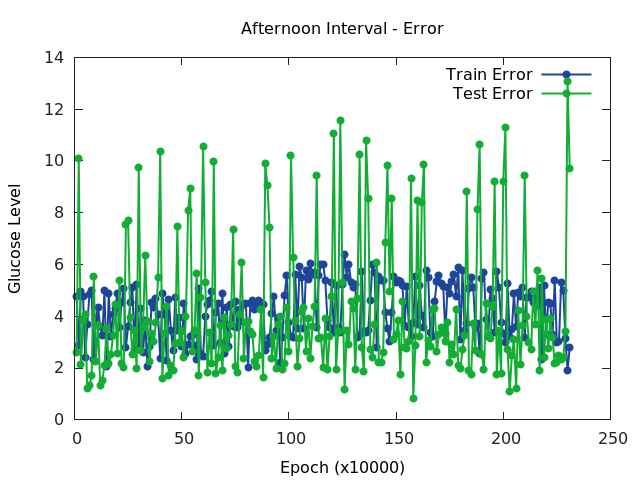 Afternoon Interval - Error
14
12
10
8
6
4
2
0
Glucose Level
Train Error
Test Error
0 50 100 150 200 250
Epoch (x10000)